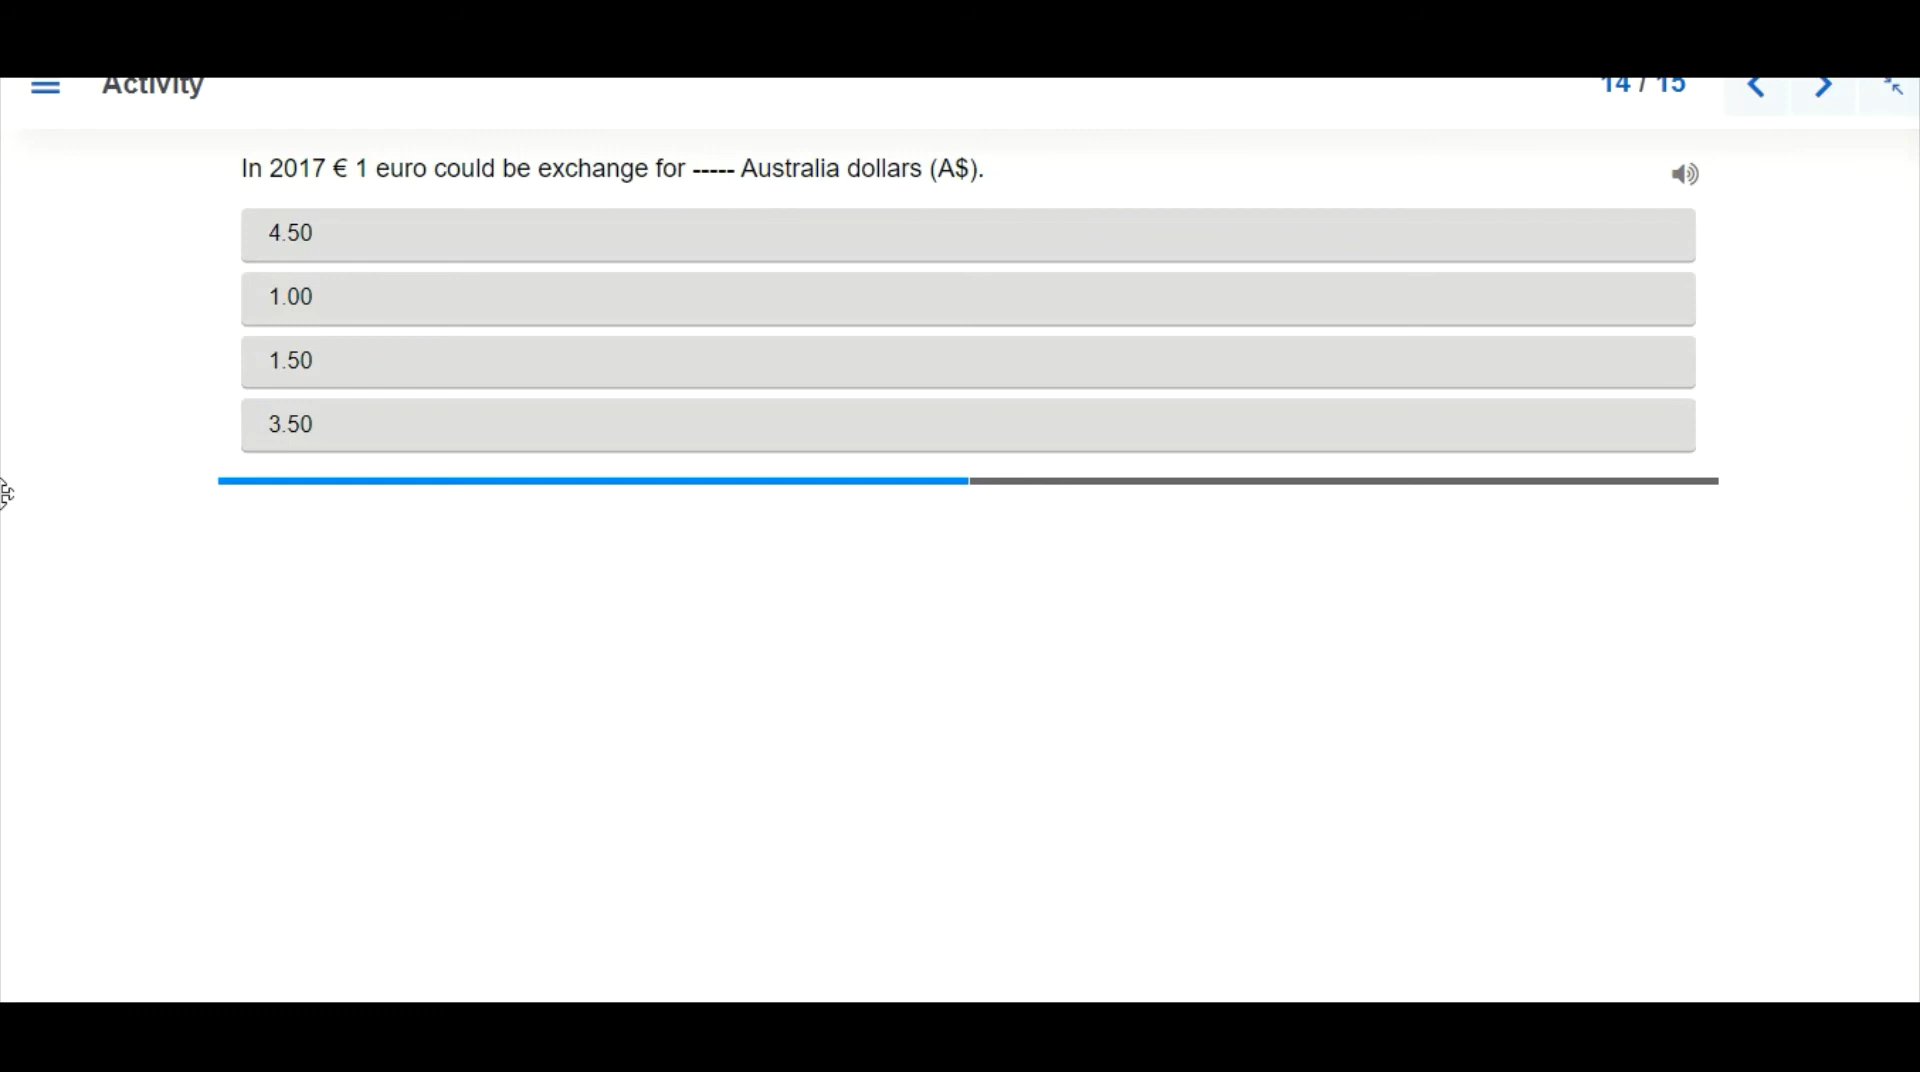 Activity
14 / 15
In 2017 € 1 euro could be exchange for ----- Australia dollars (A$).
4.50
1.00
1.50
3.50